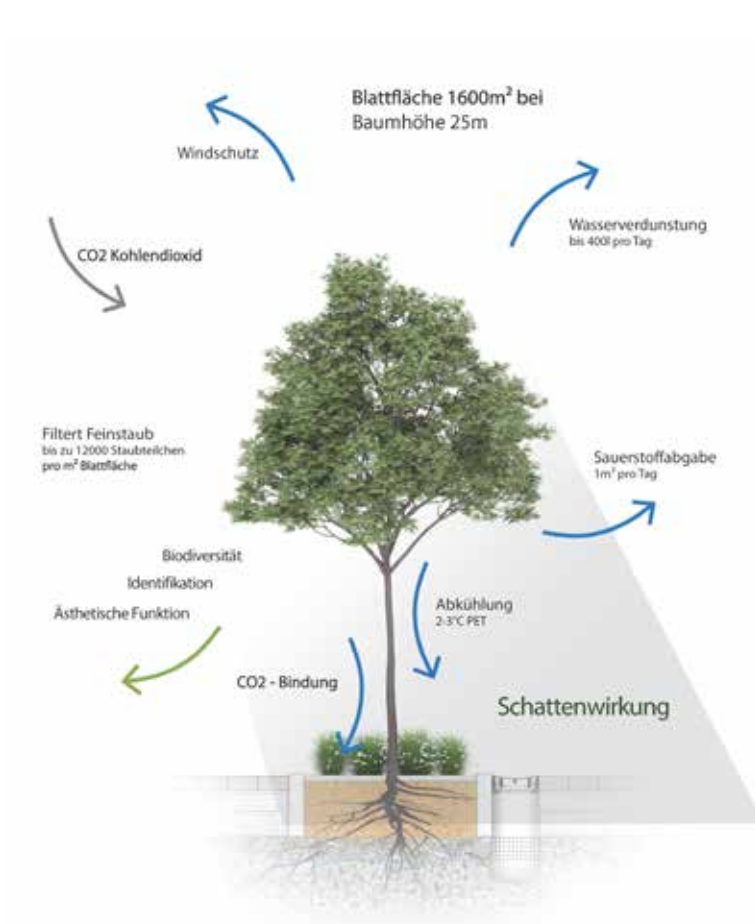 Blattfläche 1600m² bei
Baumhöhe 25m
Windschutz
Wasserverdunstung
bis 400l pro Tag
CO2 Kohlendioxid
Filtert Feinstaub
bis zu 12000 Staubteilchen
pro m² Blattfläche
Sauerstoffabgabe
1m³ pro Tag
Biodiversität
Identifikation
Ästhetische Funktion
Abkühlung
2-3°C PET
CO2 - Bindung
Schattenwirkung